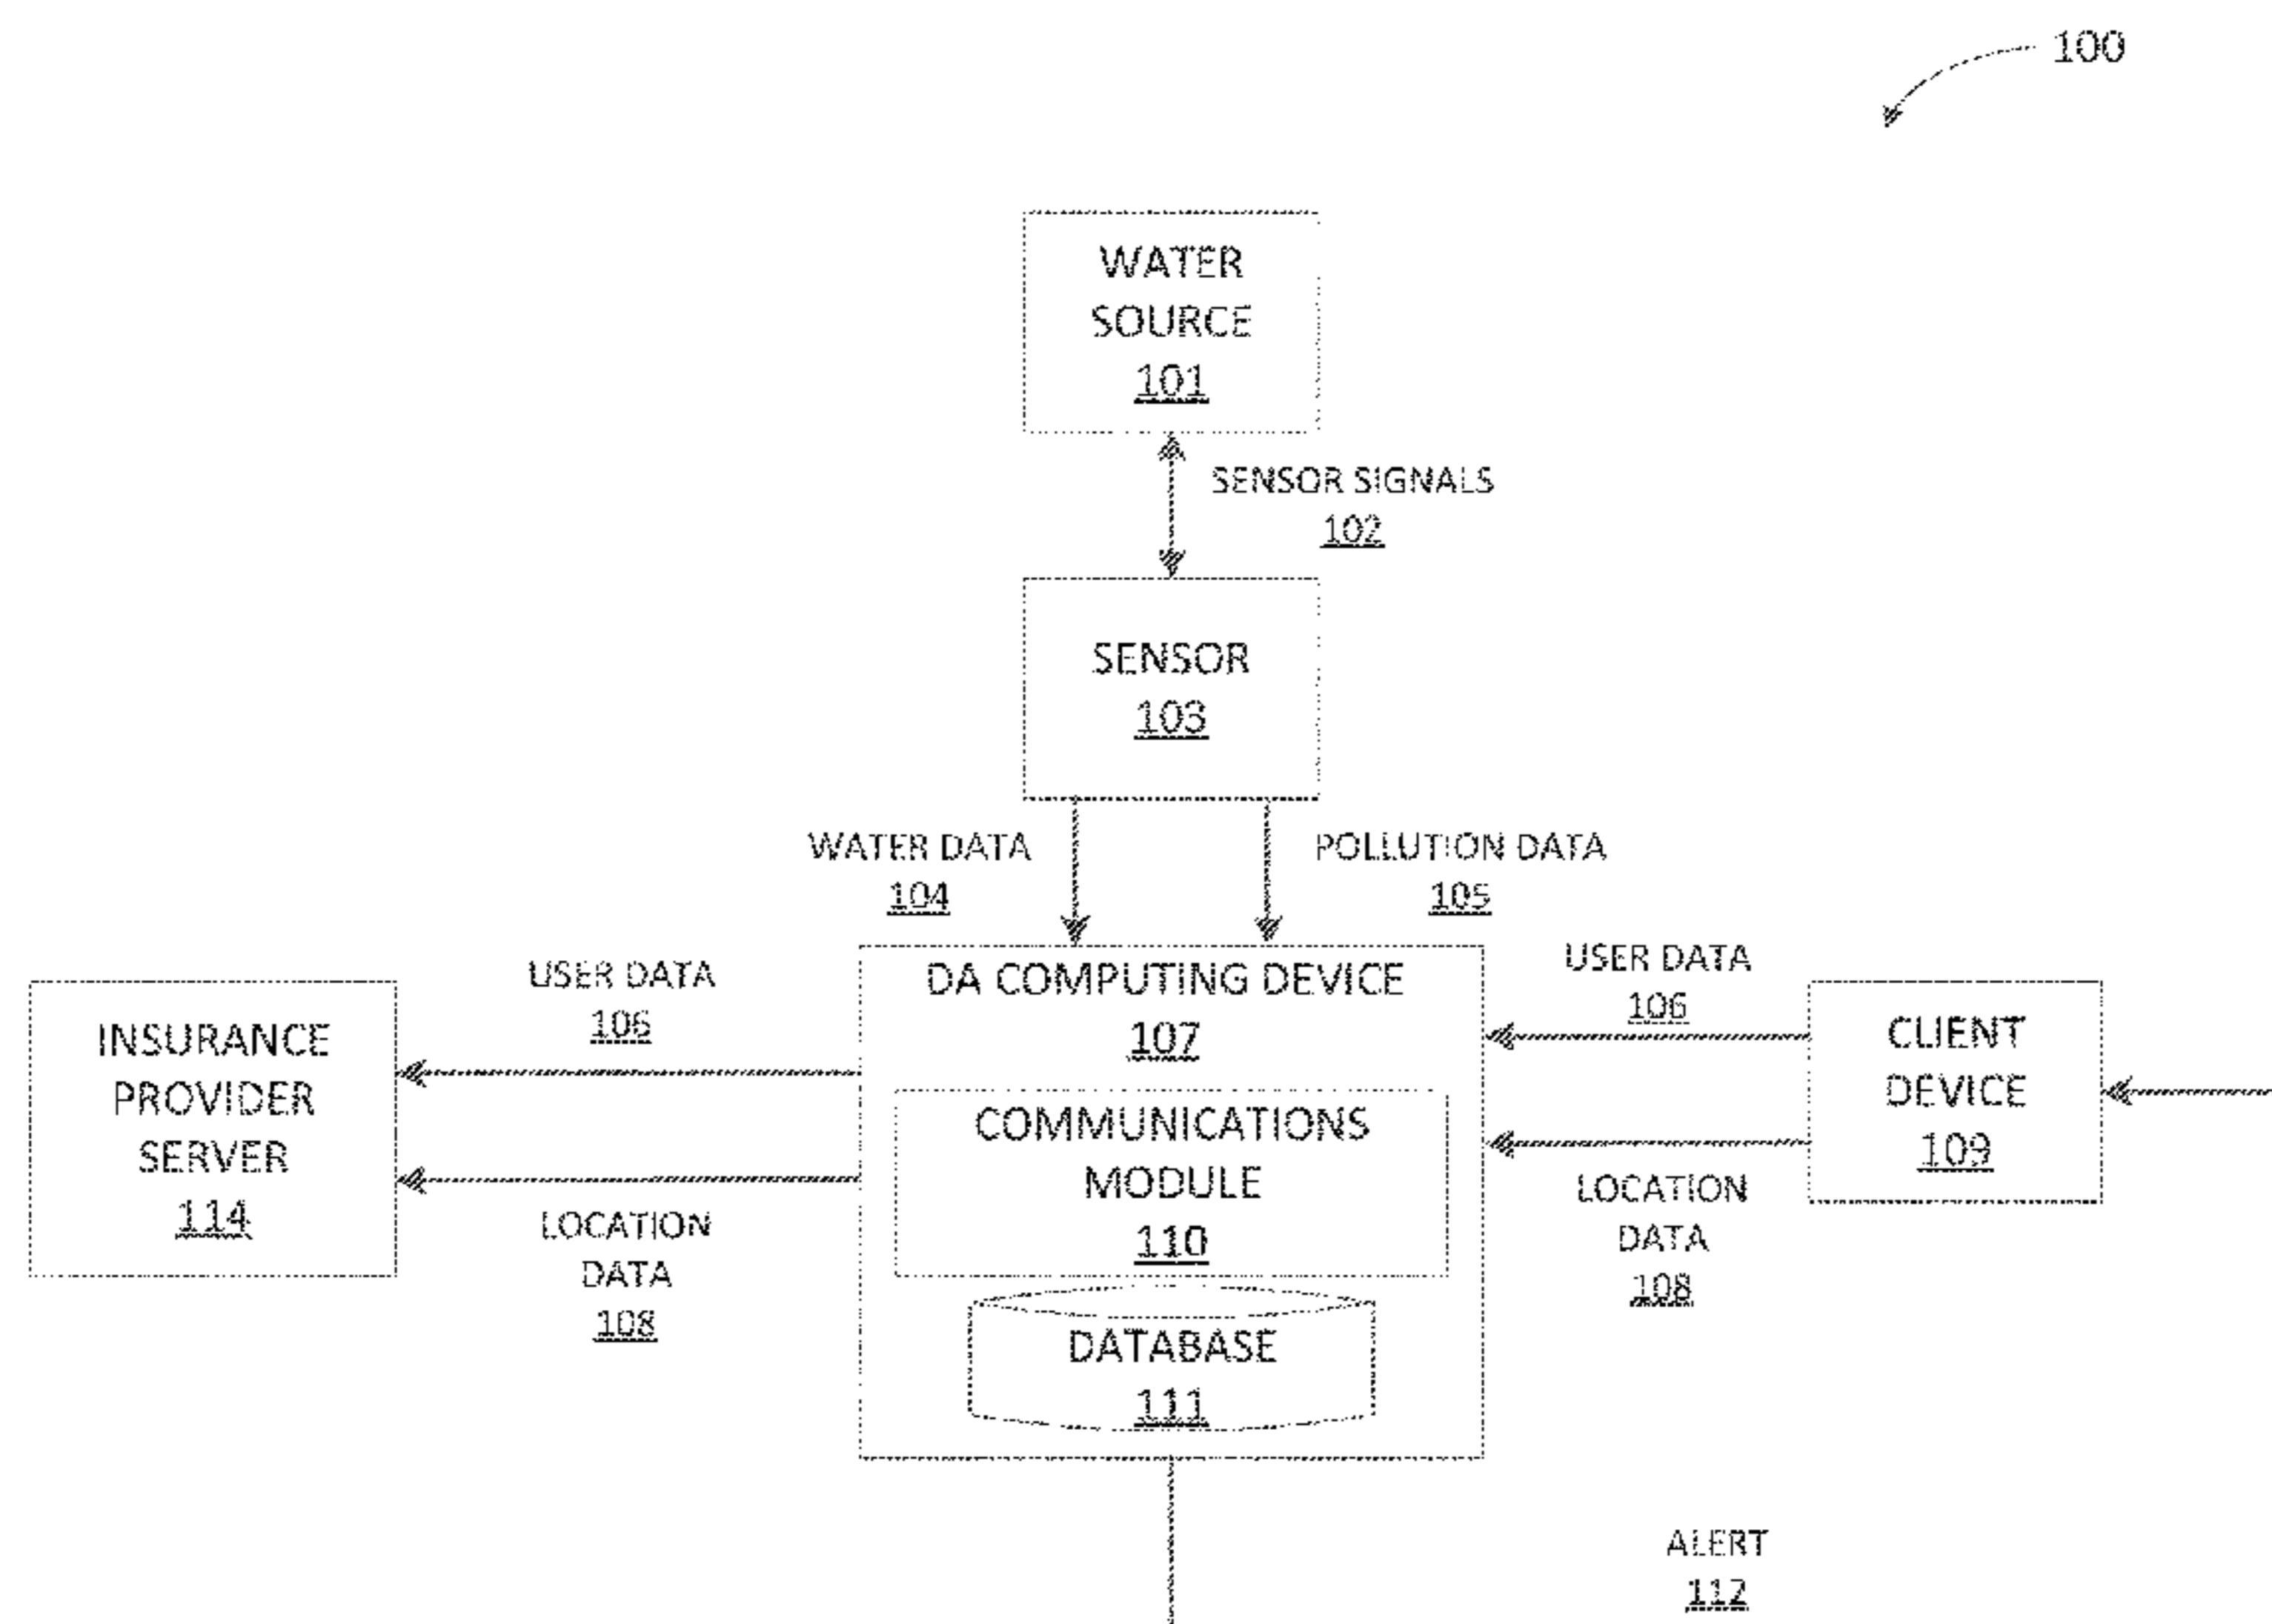 100
WATER
SOURCE
101
SENSOR SIGNALS
102
SENSOR
103
WATER DATA
104
POLLUTION DATA
105
USER DATA
106
DA COMPUTING DEVICE
107
USER DATA
106
INSURANCE
PROVIDER
SERVER
114
COMMUNICATIONS
MODULE
110
CLIENT
DEVICE
109
LOCATION
DATA
108
LOCATION
DATA
108
DATABASE
111
ALERT
112